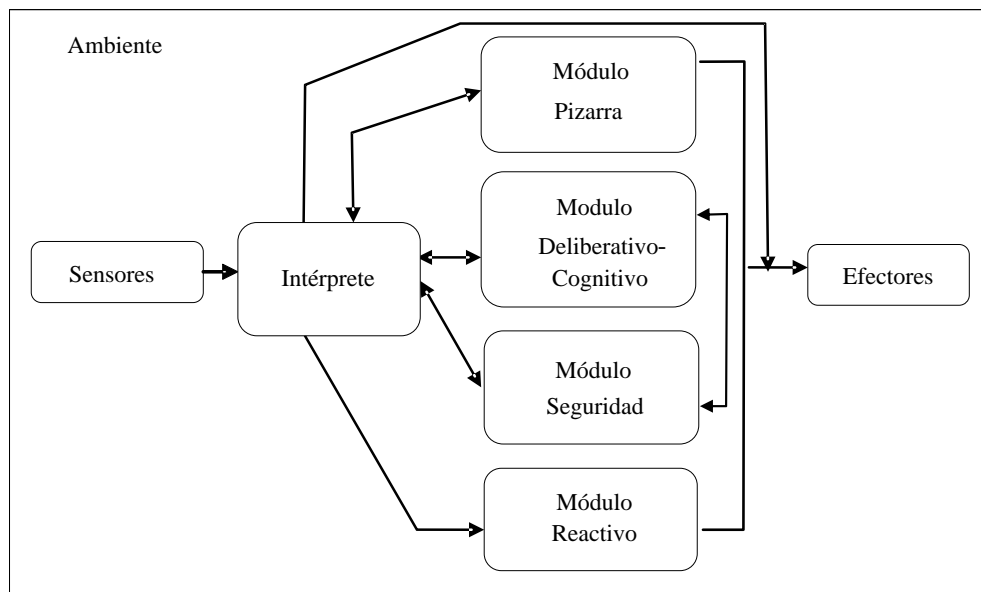 Ambiente
Módulo
Pizarra
Modulo
Deliberativo-
Cognitivo
Sensores
Intérprete
Efectores
Módulo
Seguridad
Módulo
Reactivo